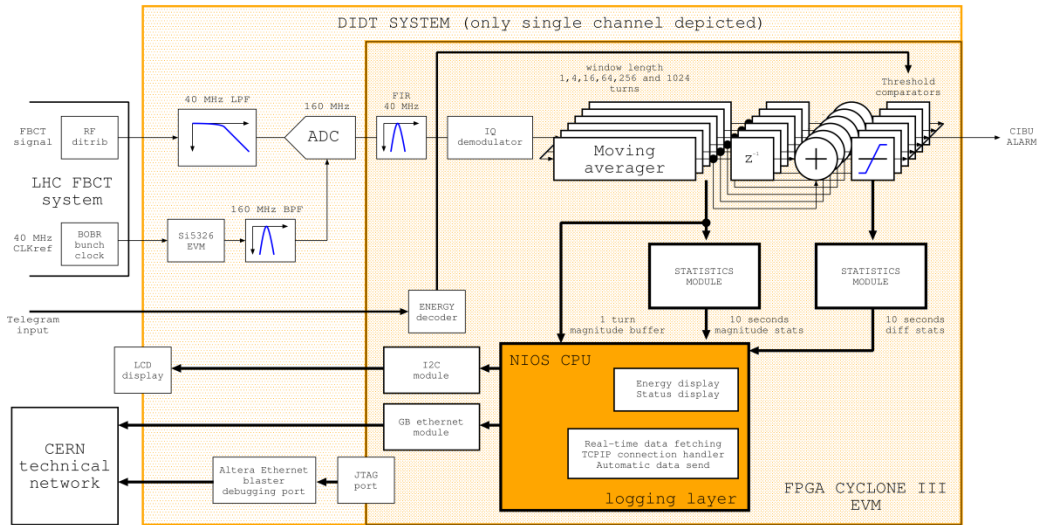 DIDT SYSTEM (only single channel depicted)
window length
1,4,16,64,256 and 1024
turns
Threshold
comparators
40 MHz LPF
160 MHz
FIR
40 MHz
FBCT
signal
RF
ditrib
ADC
IQ
demodulator
Moving
averager
z-1
+
CIBU
ALARM
LHC FBCT
system
160 MHz BPF
40 MHz
CLKref
BOBR
bunch
clock
Si5326
EVM
STATISTICS
MODULE
STATISTICS
MODULE
Telegram
input
ENERGY
decoder
1 turn
magnitude buffer
10 seconds
magnitude stats
10 seconds
diff stats
LCD
display
I2C
module
NIOS CPU
Energy display
Status display
GB ethernet
module
CERN
technical
network
Real-time data fetching
TCPIP connection handler
Automatic data send
Altera Ethernet
blaster
debugging port
JTAG
port
logging layer
FPGA CYCLONE III
EVM